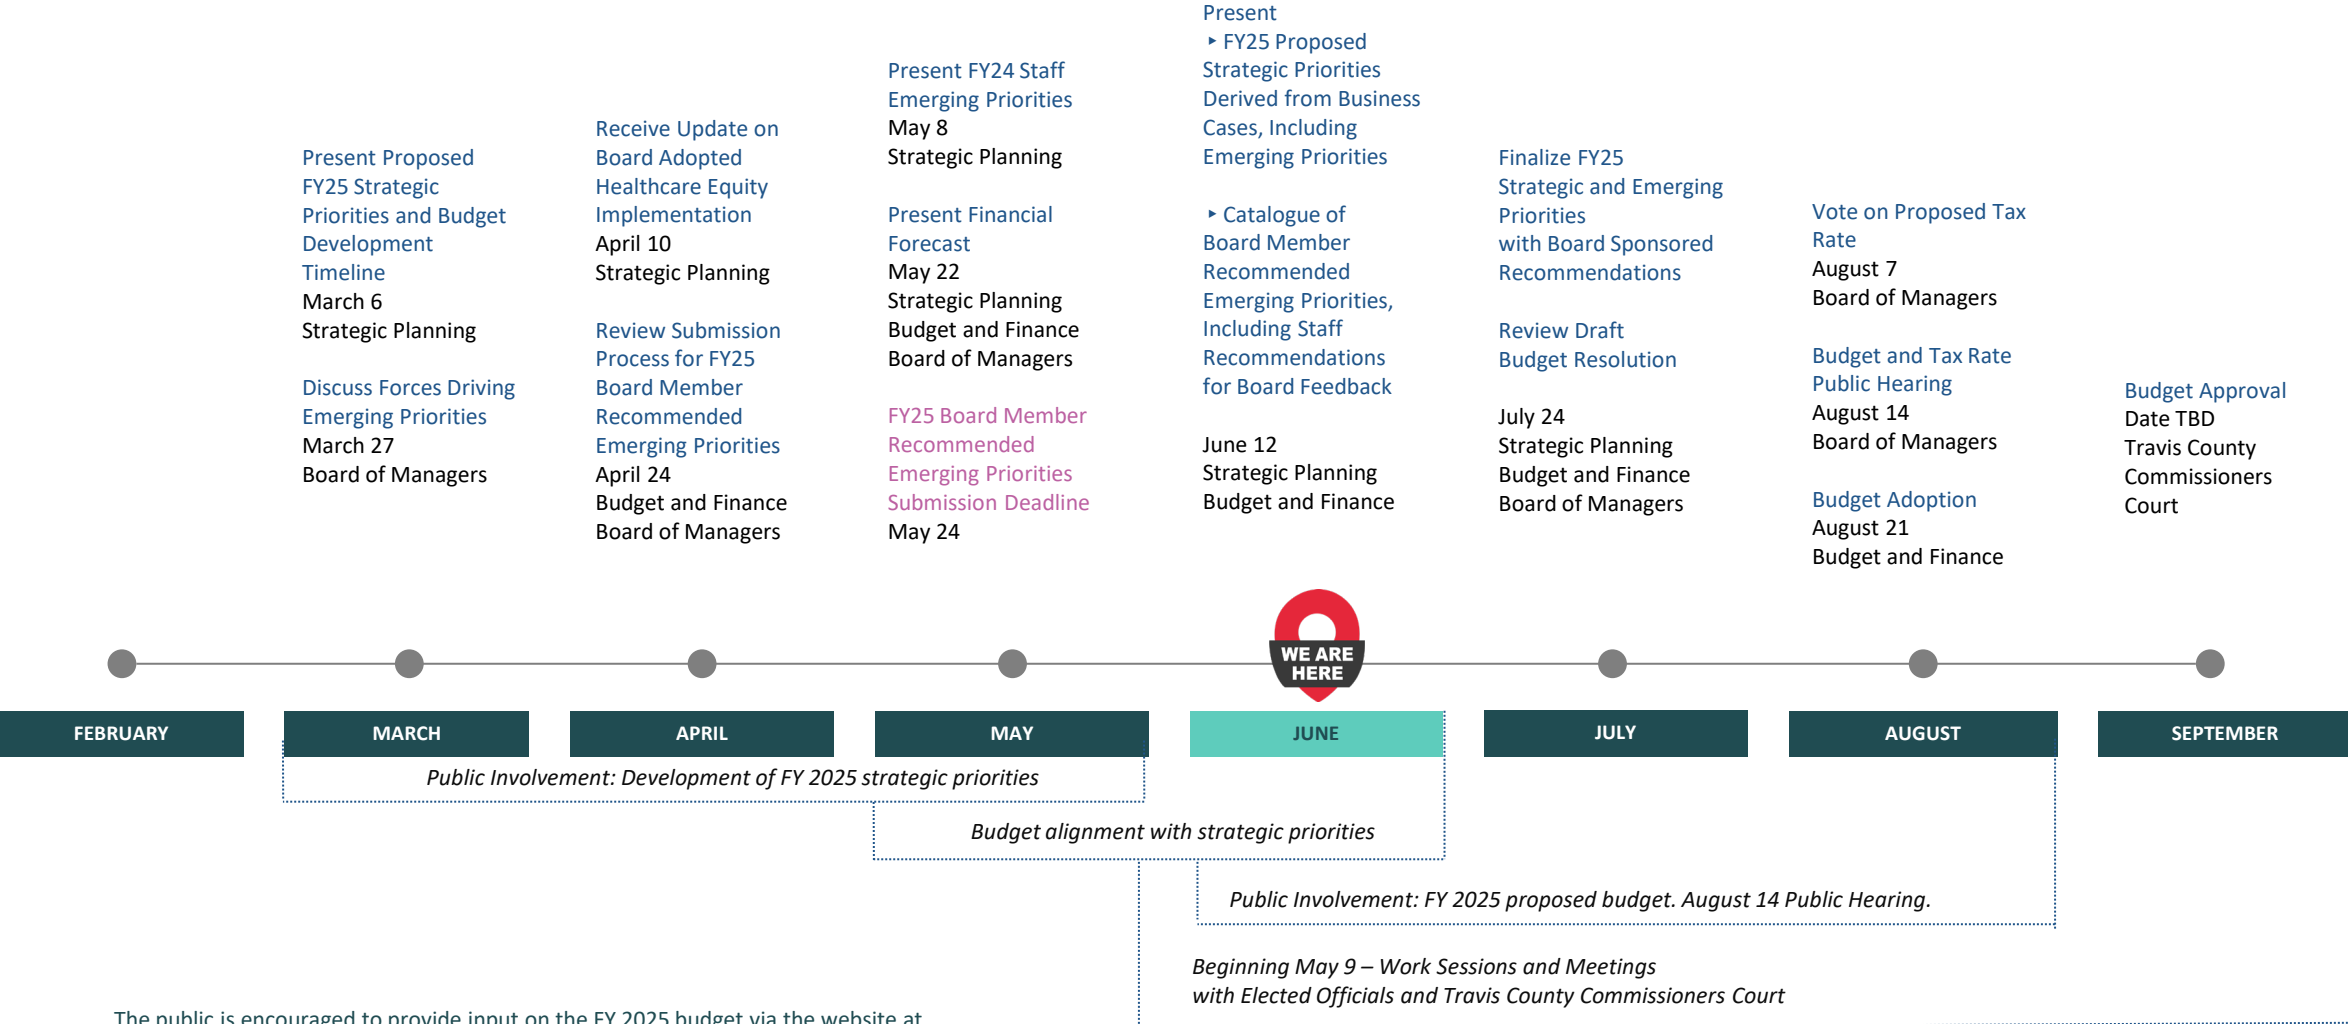 Present Proposed
FY25 Strategic
Priorities and Budget
Development
Timeline
March 6
Strategic Planning
Discuss Forces Driving
Emerging Priorities
March 27
Board of Managers
Receive Update on
Board Adopted
Healthcare Equity
Implementation
April 10
Strategic Planning
Review Submission
Process for FY25
Board Member
Recommended
Emerging Priorities
April 24
Budget and Finance
Board of Managers
Present FY24 Staff
Emerging Priorities
May 8
Strategic Planning
Present Financial
Forecast
May 22
Strategic Planning
Budget and Finance
Board of Managers
FY25 Board Member
Recommended
Emerging Priorities
Submission Deadline
May 24
Present
‣ FY25 Proposed
Strategic Priorities
Derived from Business
Cases, Including
Emerging Priorities
‣ Catalogue of
Board Member
Recommended
Emerging Priorities,
Including Staff
Recommendations
for Board Feedback
June 12
Strategic Planning
Budget and Finance
Finalize FY25
Strategic and Emerging
Priorities
with Board Sponsored
Recommendations
Review Draft
Budget Resolution
July 24
Strategic Planning
Budget and Finance
Board of Managers
Vote on Proposed Tax
Rate
August 7
Board of Managers
Budget and Tax Rate
Public Hearing
August 14
Board of Managers
Budget Adoption
August 21
Budget and Finance
Budget Approval
Date TBD
Travis County
Commissioners
Court
WE ARE
HERE
FEBRUARY
MARCH
APRIL
MAY
JUNE
JULY
AUGUST
SEPTEMBER
Public Involvement: Development of FY 2025 strategic priorities
Budget alignment with strategic priorities
Public Involvement: FY 2025 proposed budget. August 14 Public Hearing.
Beginning May 9 – Work Sessions and Meetings
with Elected Officials and Travis County Commissioners Court
The public is encouraged to provide input on the FY 2025 budget via the website at